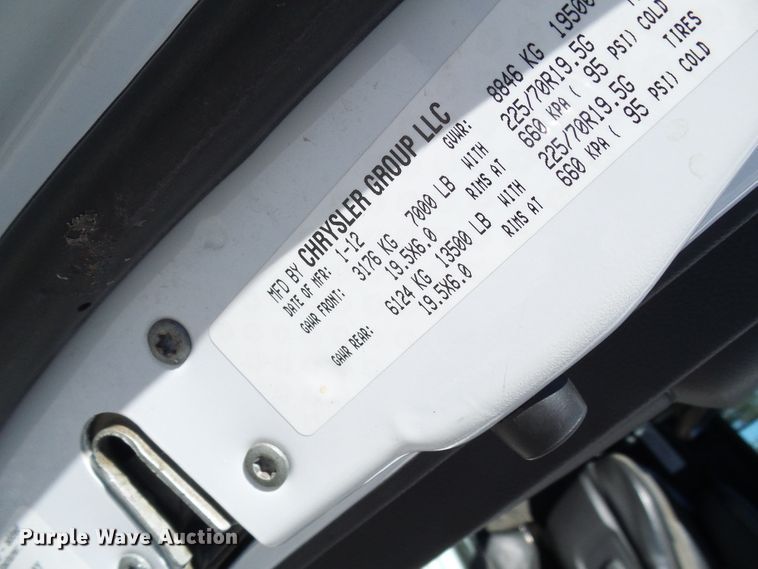 MFD BY CHRYSLER GROUP LLC
DATE OF MFR: 1-12 GVWR: 8846 KG 19500
GAWR FRONT: 3176 KG 7000 LB WITH 225/70R19.5G TIRES
19.5X6.0 RIMS AT 660 KPA ( 95 PSI) COLD
GAWR REAR: 6124 KG 13500 LB WITH 225/70R19.5G TIRES
19.5X6.0 RIMS AT 660 KPA ( 95 PSI) COLD
Purple Wave Auction